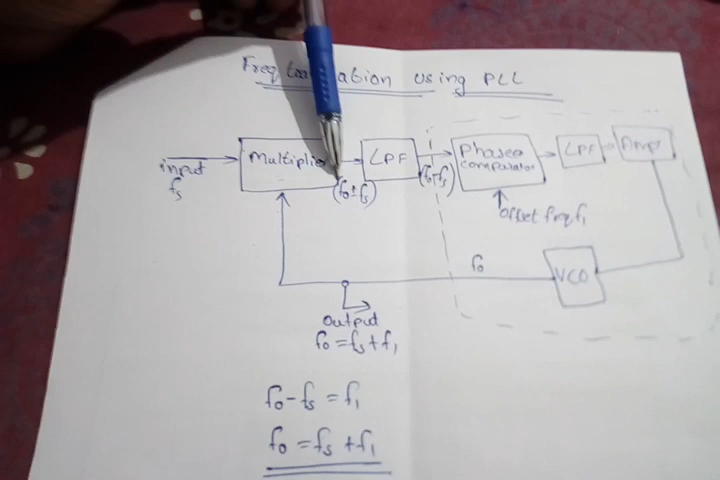 Freq ation using PLL
input
fs
Multiplie
(fo±fs)
LPF
(fo-fs)
Phase
comparator
offset freq f1
LPF
Ampr
VCO
fo
Output
fo = fs + f1
fo - fs = f1
fo = fs + f1